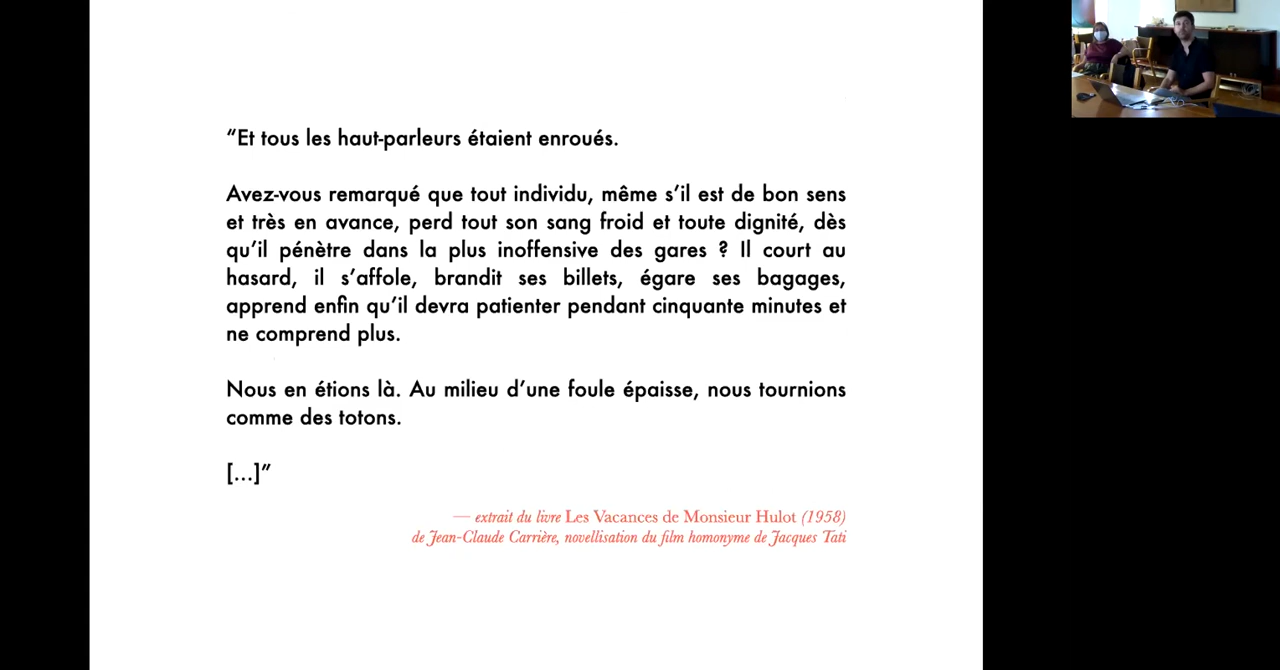 “Et tous les haut-parleurs étaient enroués.
Avez-vous remarqué que tout individu, même s’il est de bon sens
et très en avance, perd tout son sang froid et toute dignité, dès
qu’il pénètre dans la plus inoffensive des gares ? Il court au
hasard, il s’affole, brandit ses billets, égare ses bagages,
apprend enfin qu’il devra patienter pendant cinquante minutes et
ne comprend plus.
Nous en étions là. Au milieu d’une foule épaisse, nous tournions
comme des totons.
[...]”
— extrait du livre Les Vacances de Monsieur Hulot (1958)
de Jean-Claude Carrière, novellisation du film homonyme de Jacques Tati